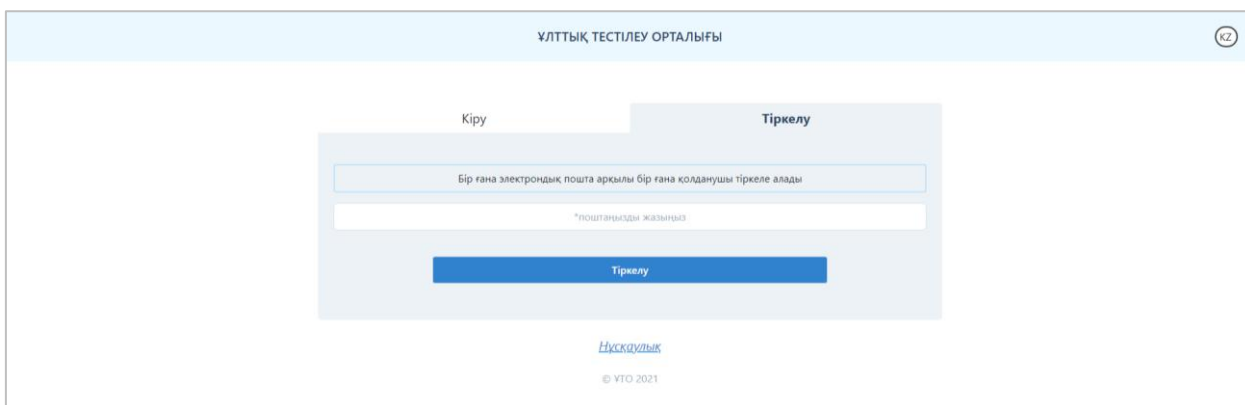 ҰЛТТЫҚ ТЕСТІЛЕУ ОРТАЛЫҒЫ
KZ
Кіру
Тіркелу
Бір ғана электрондық пошта арқылы бір ғана қолданушы тіркеле алады
*поштаңызды жазыңыз
Тіркелу
Нұсқаулық
© ҰТО 2021